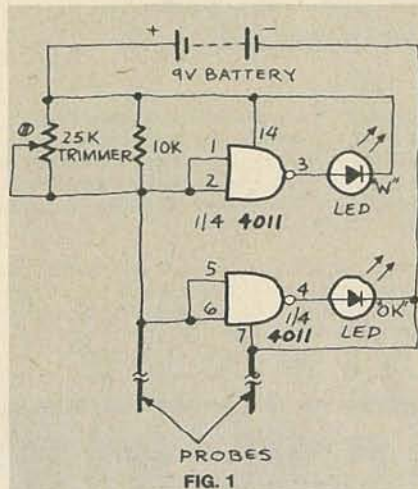 + −
9V BATTERY
25K
TRIMMER
10K
1
2
14
3
1/4 4011
"W"
LED
5
6
7
4
1/4
4011
"OK"
LED
PROBES
FIG. 1